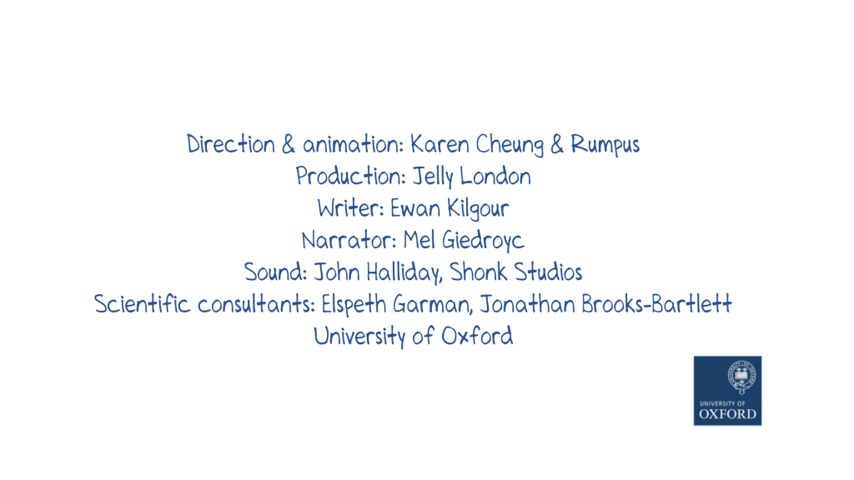 Direction & animation: Karen Cheung & Rumpus
Production: Jelly London
Writer: Ewan Kilgour
Narrator: Mel Giedroyc
Sound: John Halliday, Shonk Studios
Scientific consultants: Elspeth Garman, Jonathan Brooks-Bartlett
University of Oxford
UNIVERSITY OF
OXFORD